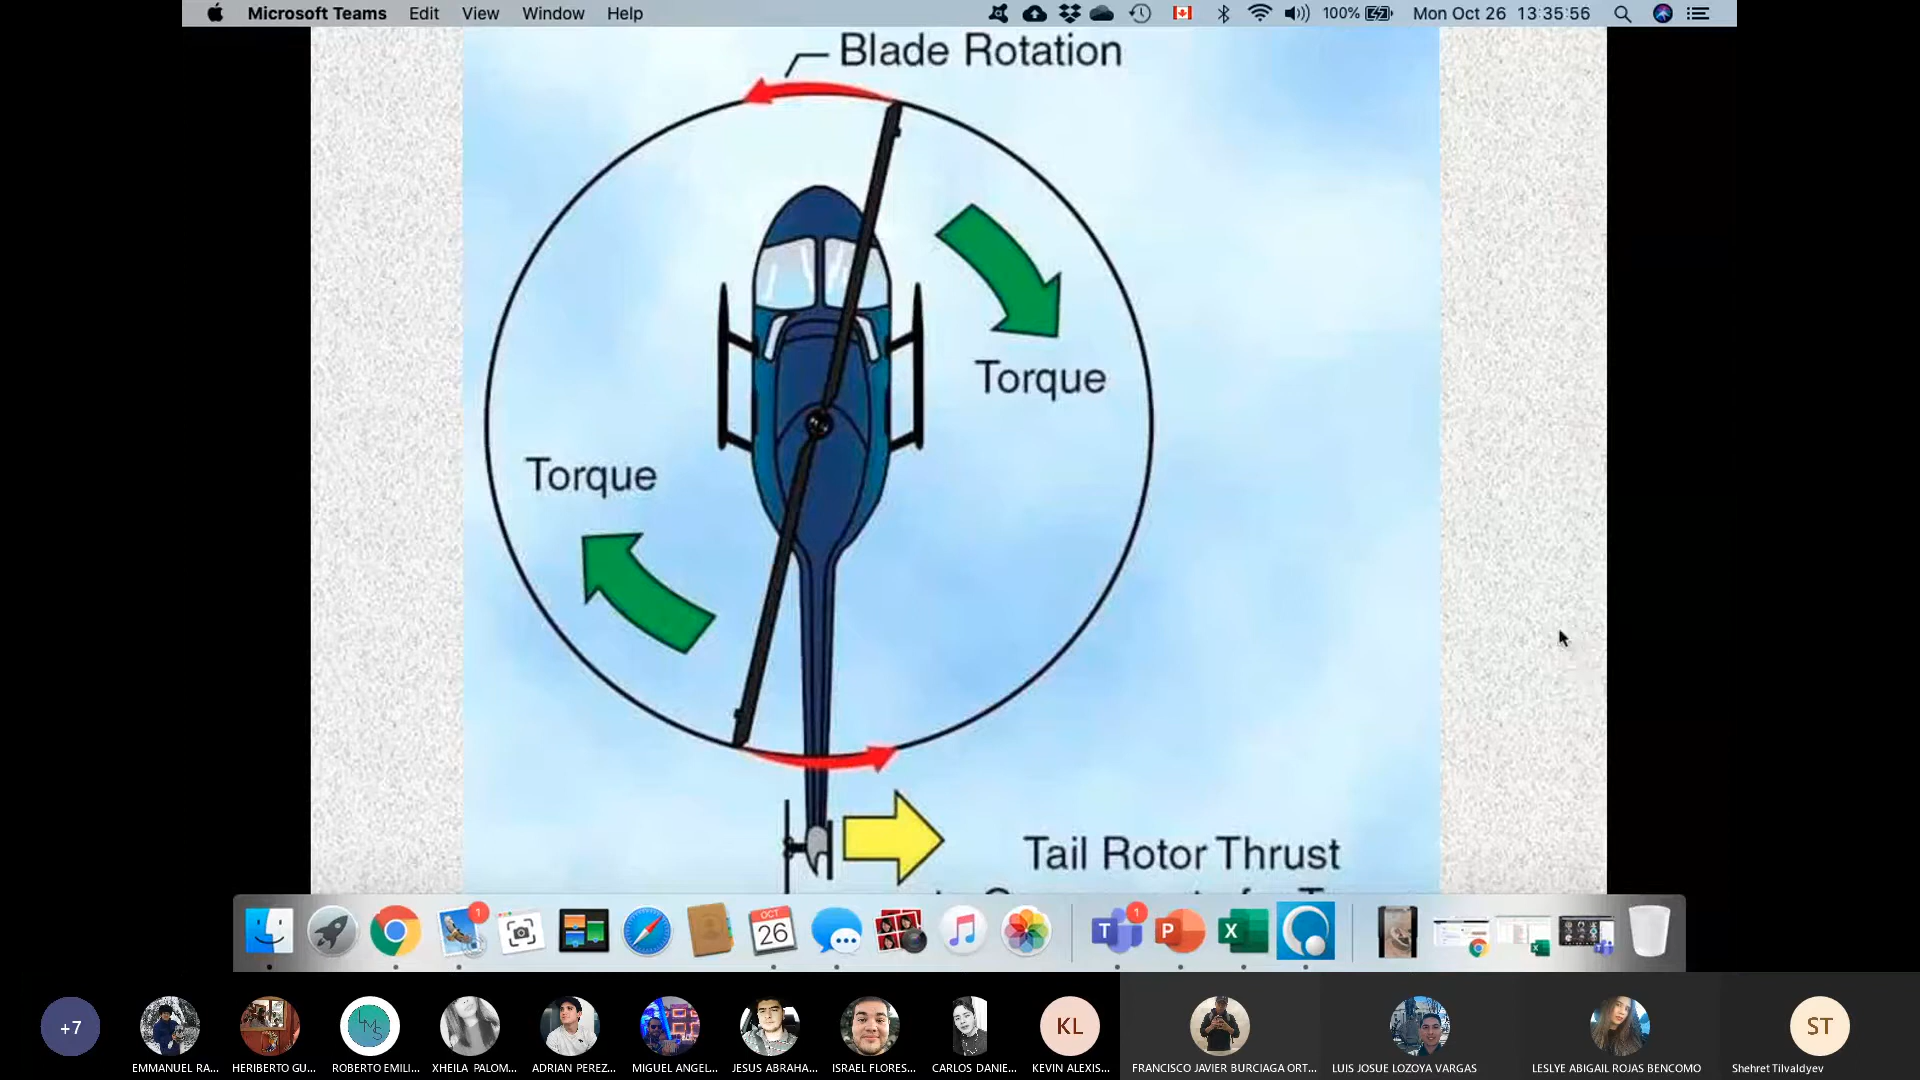 Microsoft Teams Edit View Window Help 100% Mon Oct 26 13:35:56
Blade Rotation
Torque
Torque
Tail Rotor Thrust
1
OCT
26
1
T
P
X
+7
LMS
KL
ST
EMMANUEL RA...
HERIBERTO GU...
ROBERTO EMILI...
XHEILA PALOM...
ADRIAN PEREZ...
MIGUEL ANGEL...
JESUS ABRAHA...
ISRAEL FLORES...
CARLOS DANIE...
KEVIN ALEXIS...
FRANCISCO JAVIER BURCIAGA ORT...
LUIS JOSUE LOZOYA VARGAS
LESLYE ABIGAIL ROJAS BENCOMO
Shehret Tilvaldyev